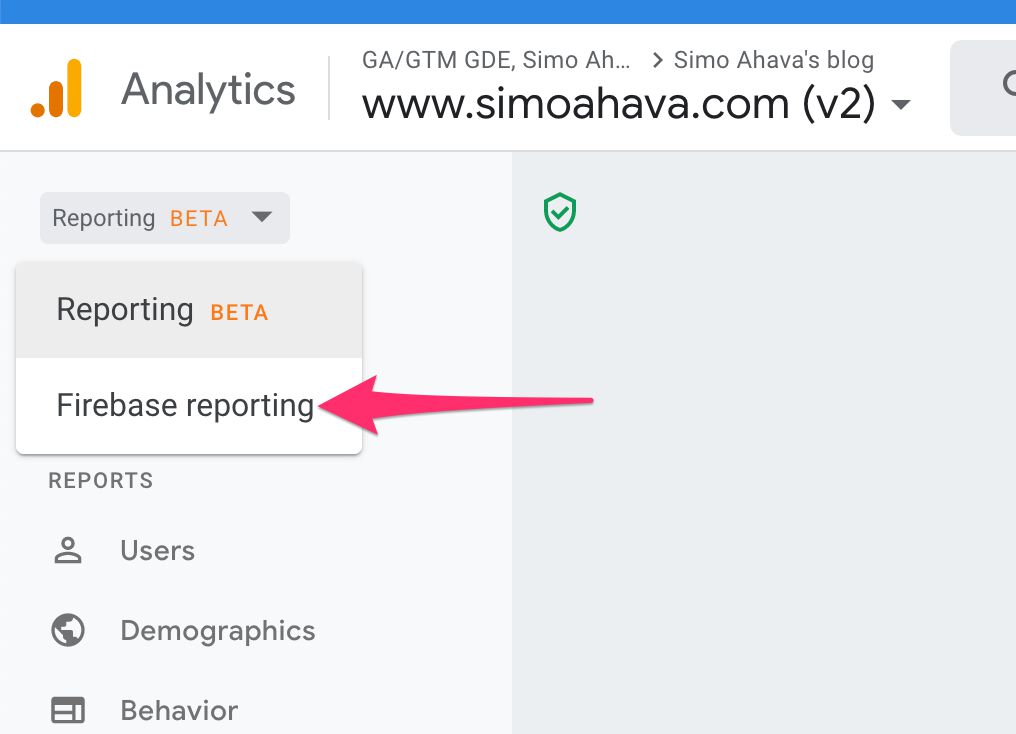 GA/GTM GDE, Simo Ah... > Simo Ahava's blog
Analytics
www.simoahava.com (v2)
Reporting BETA
Reporting BETA
Firebase reporting
REPORTS
Users
Demographics
Behavior